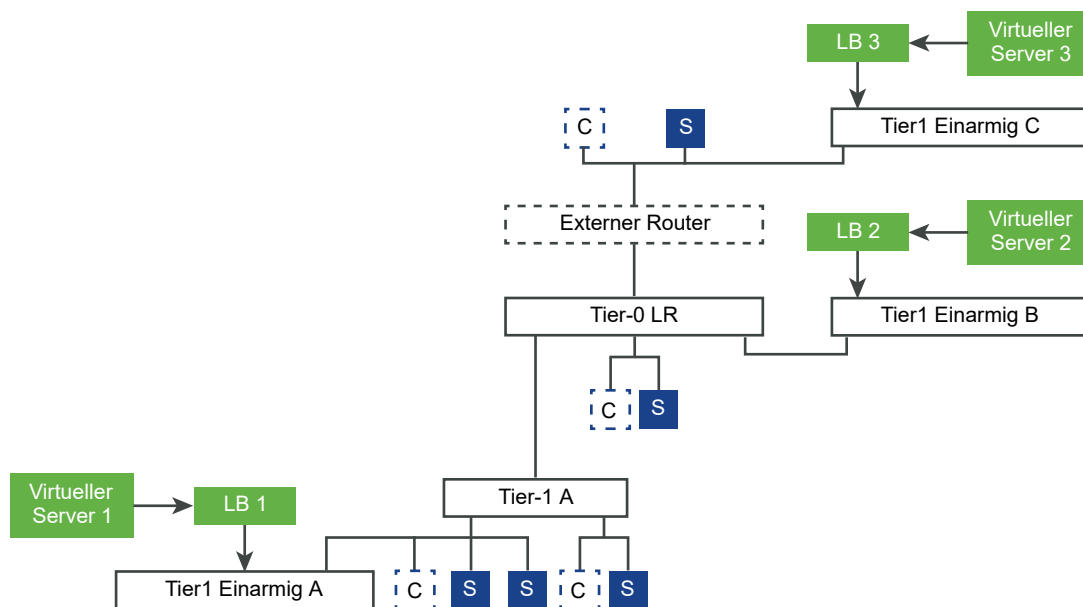 LB 3
Virtueller
Server 3
C
S
Tier1 Einarmig C
Externer Router
LB 2
Virtueller
Server 2
Tier-0 LR
Tier1 Einarmig B
C
S
Virtueller
Server 1
LB 1
Tier-1 A
Tier1 Einarmig A
C
S
S
C
S